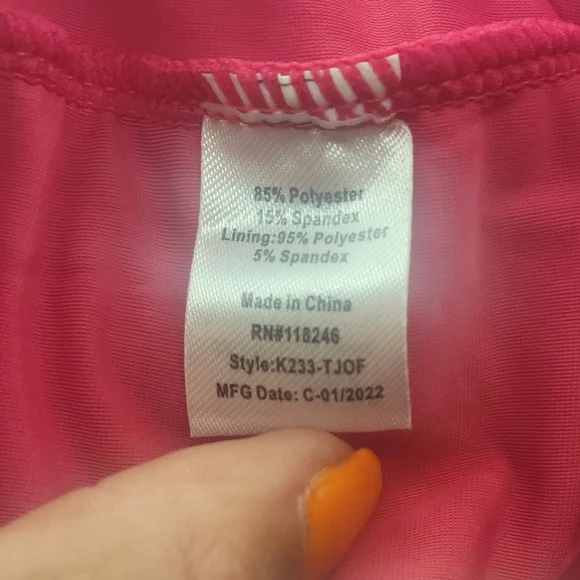 85% Polyester
15% Spandex
Lining:95% Polyester
5% Spandex
Made in China
RN#118246
Style:K233-TJOF
MFG Date: C-01/2022